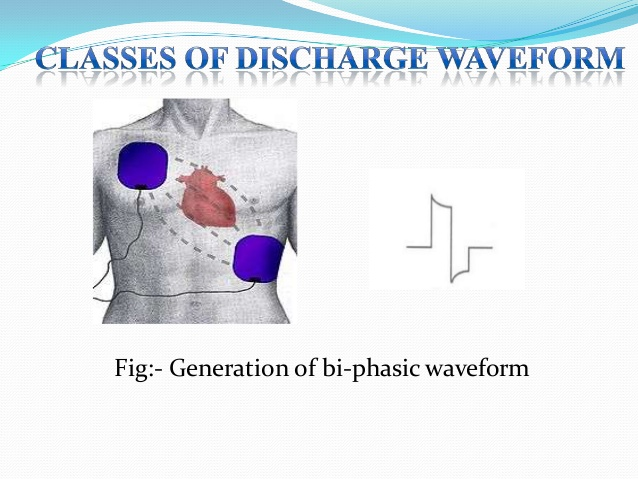 CLASSES OF DISCHARGE WAVEFORM
Fig:- Generation of bi-phasic waveform